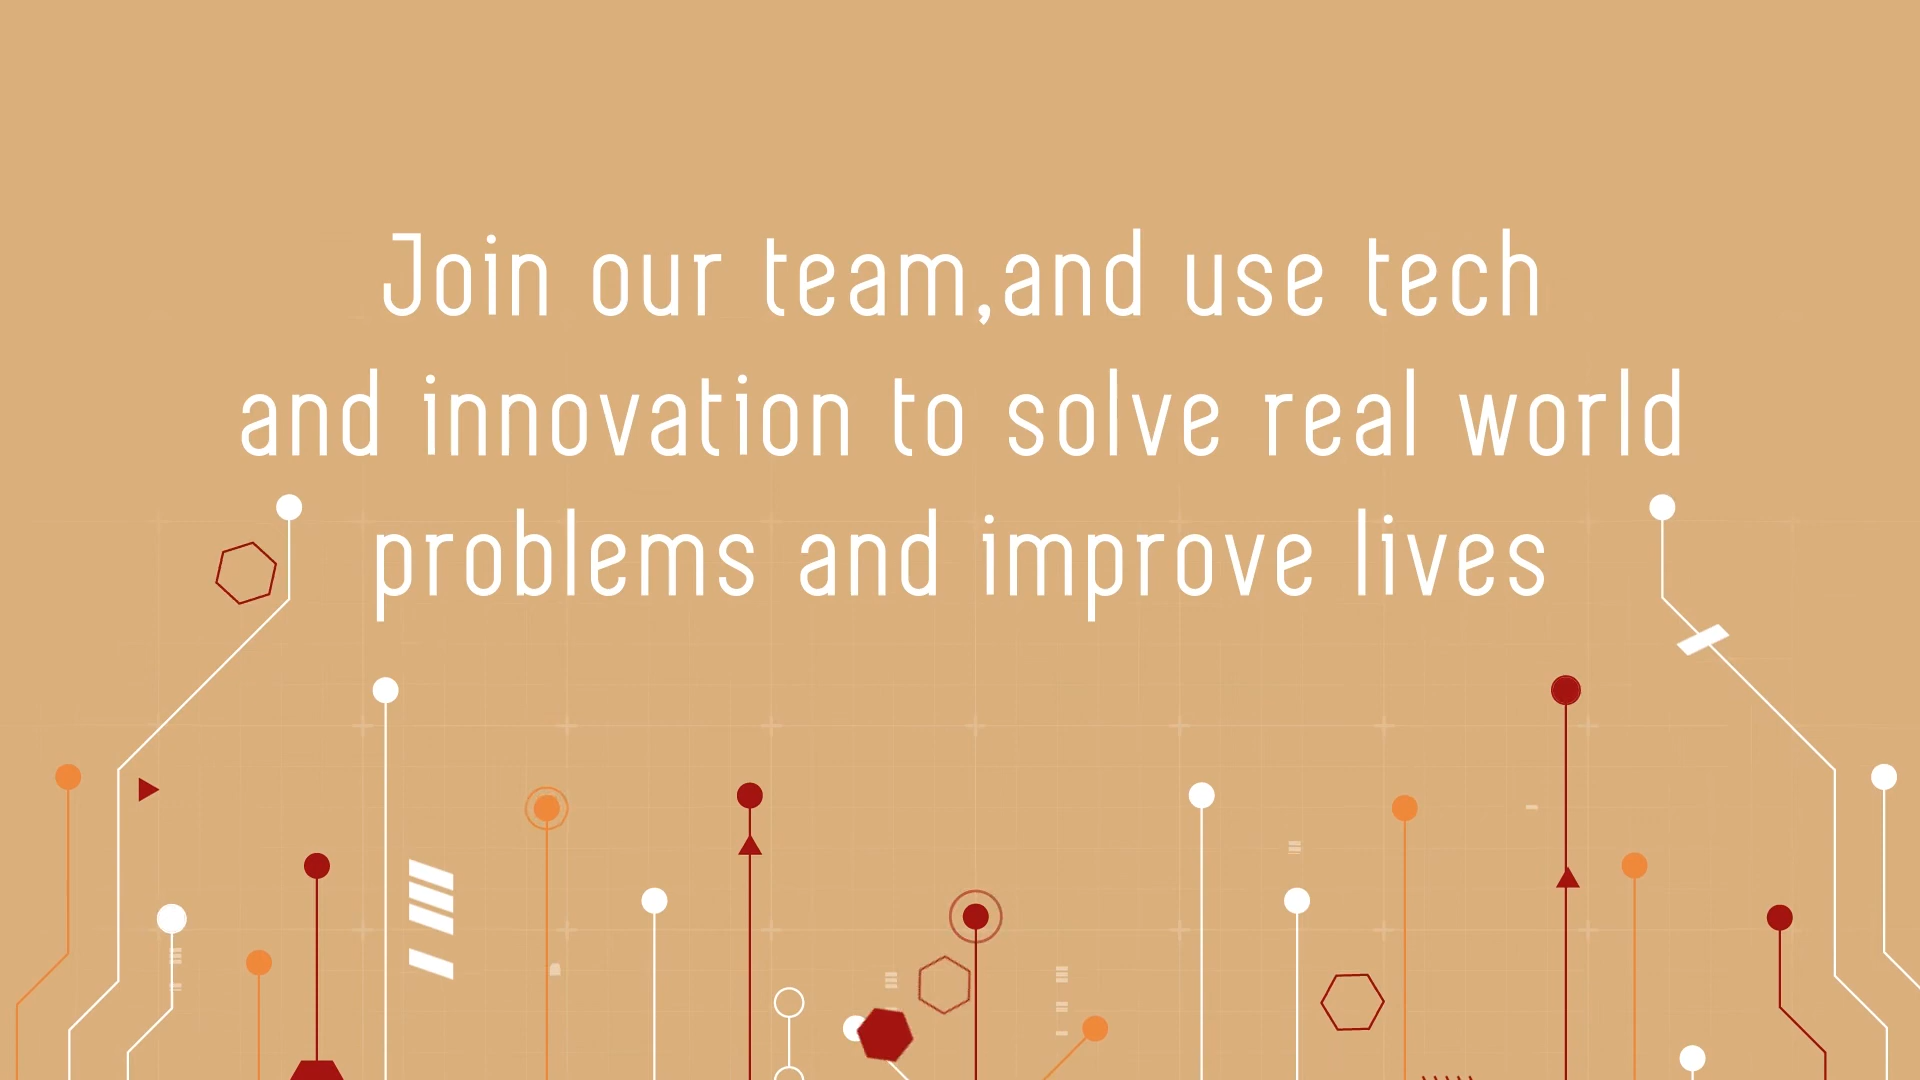 Join our team,and use tech
and innovation to solve real world
problems and improve lives